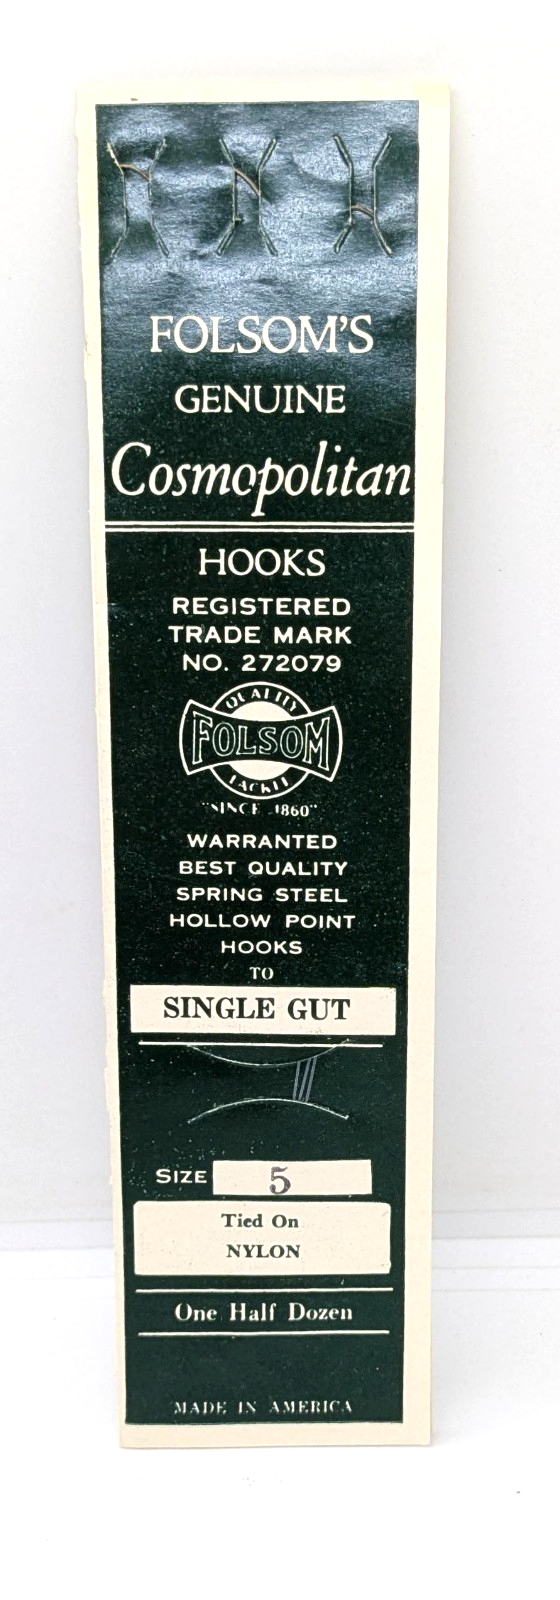 FOLSOM'S
GENUINE
Cosmopolitan
HOOKS
REGISTERED
TRADE MARK
NO. 272079
QUALITY
FOLSOM
TACKLE
"SINCE 1860"
WARRANTED
BEST QUALITY
SPRING STEEL
HOLLOW POINT
HOOKS
TO
SINGLE GUT
SIZE 5
Tied On
NYLON
One Half Dozen
MADE IN AMERICA